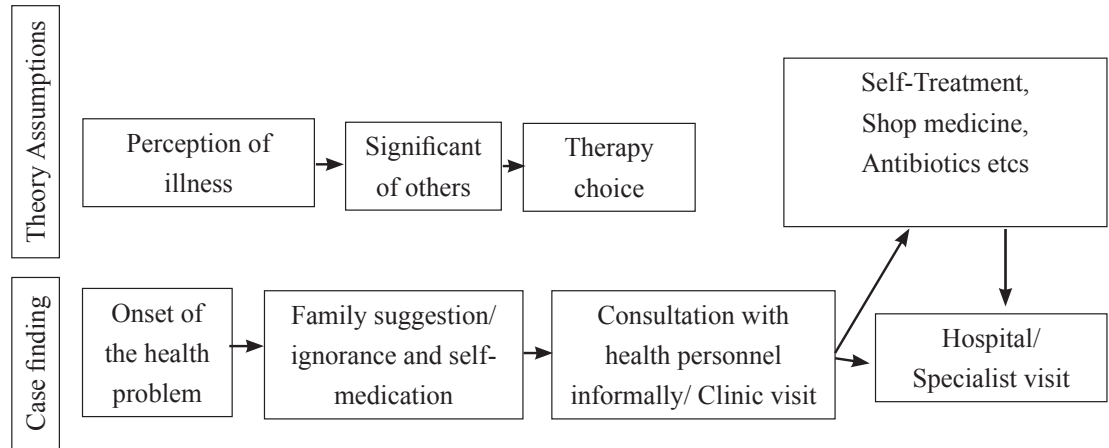 Theory Assumptions
Perception of
illness
Significant
of others
Therapy
choice
Self-Treatment,
Shop medicine,
Antibiotics etcs
Case finding
Onset of
the health
problem
Family suggestion/
ignorance and self-
medication
Consultation with
health personnel
informally/ Clinic visit
Hospital/
Specialist visit